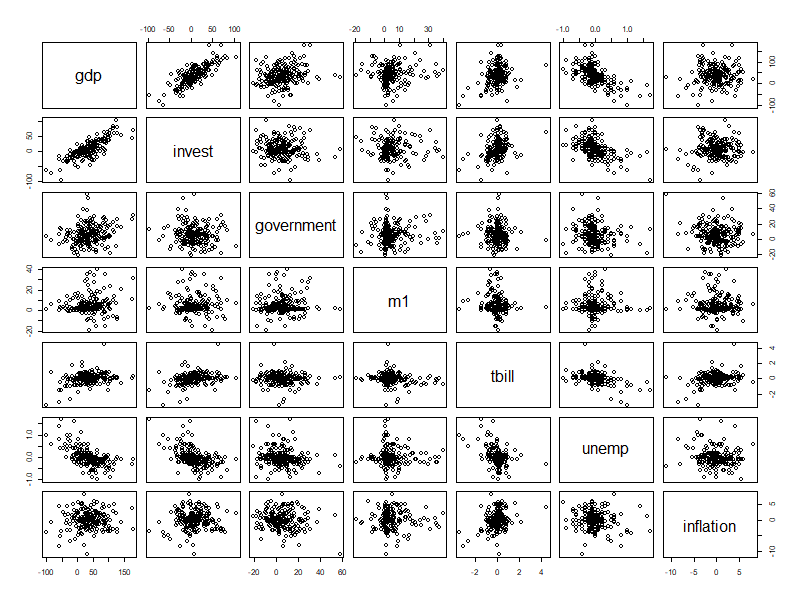 -100 -50 0 50 100
-20 0 10 30
-1.0 0.0 1.0
gdp
-100 0 50 100
invest
-100 0 50
government
-20 0 20 40 60
m1
-20 0 20 40
tbill
-2 0 2 4
unemp
-1.0 0.0 1.0
inflation
-10 0 5
-100 0 50 150
-20 0 20 40 60
-2 0 2 4
-10 -5 0 5